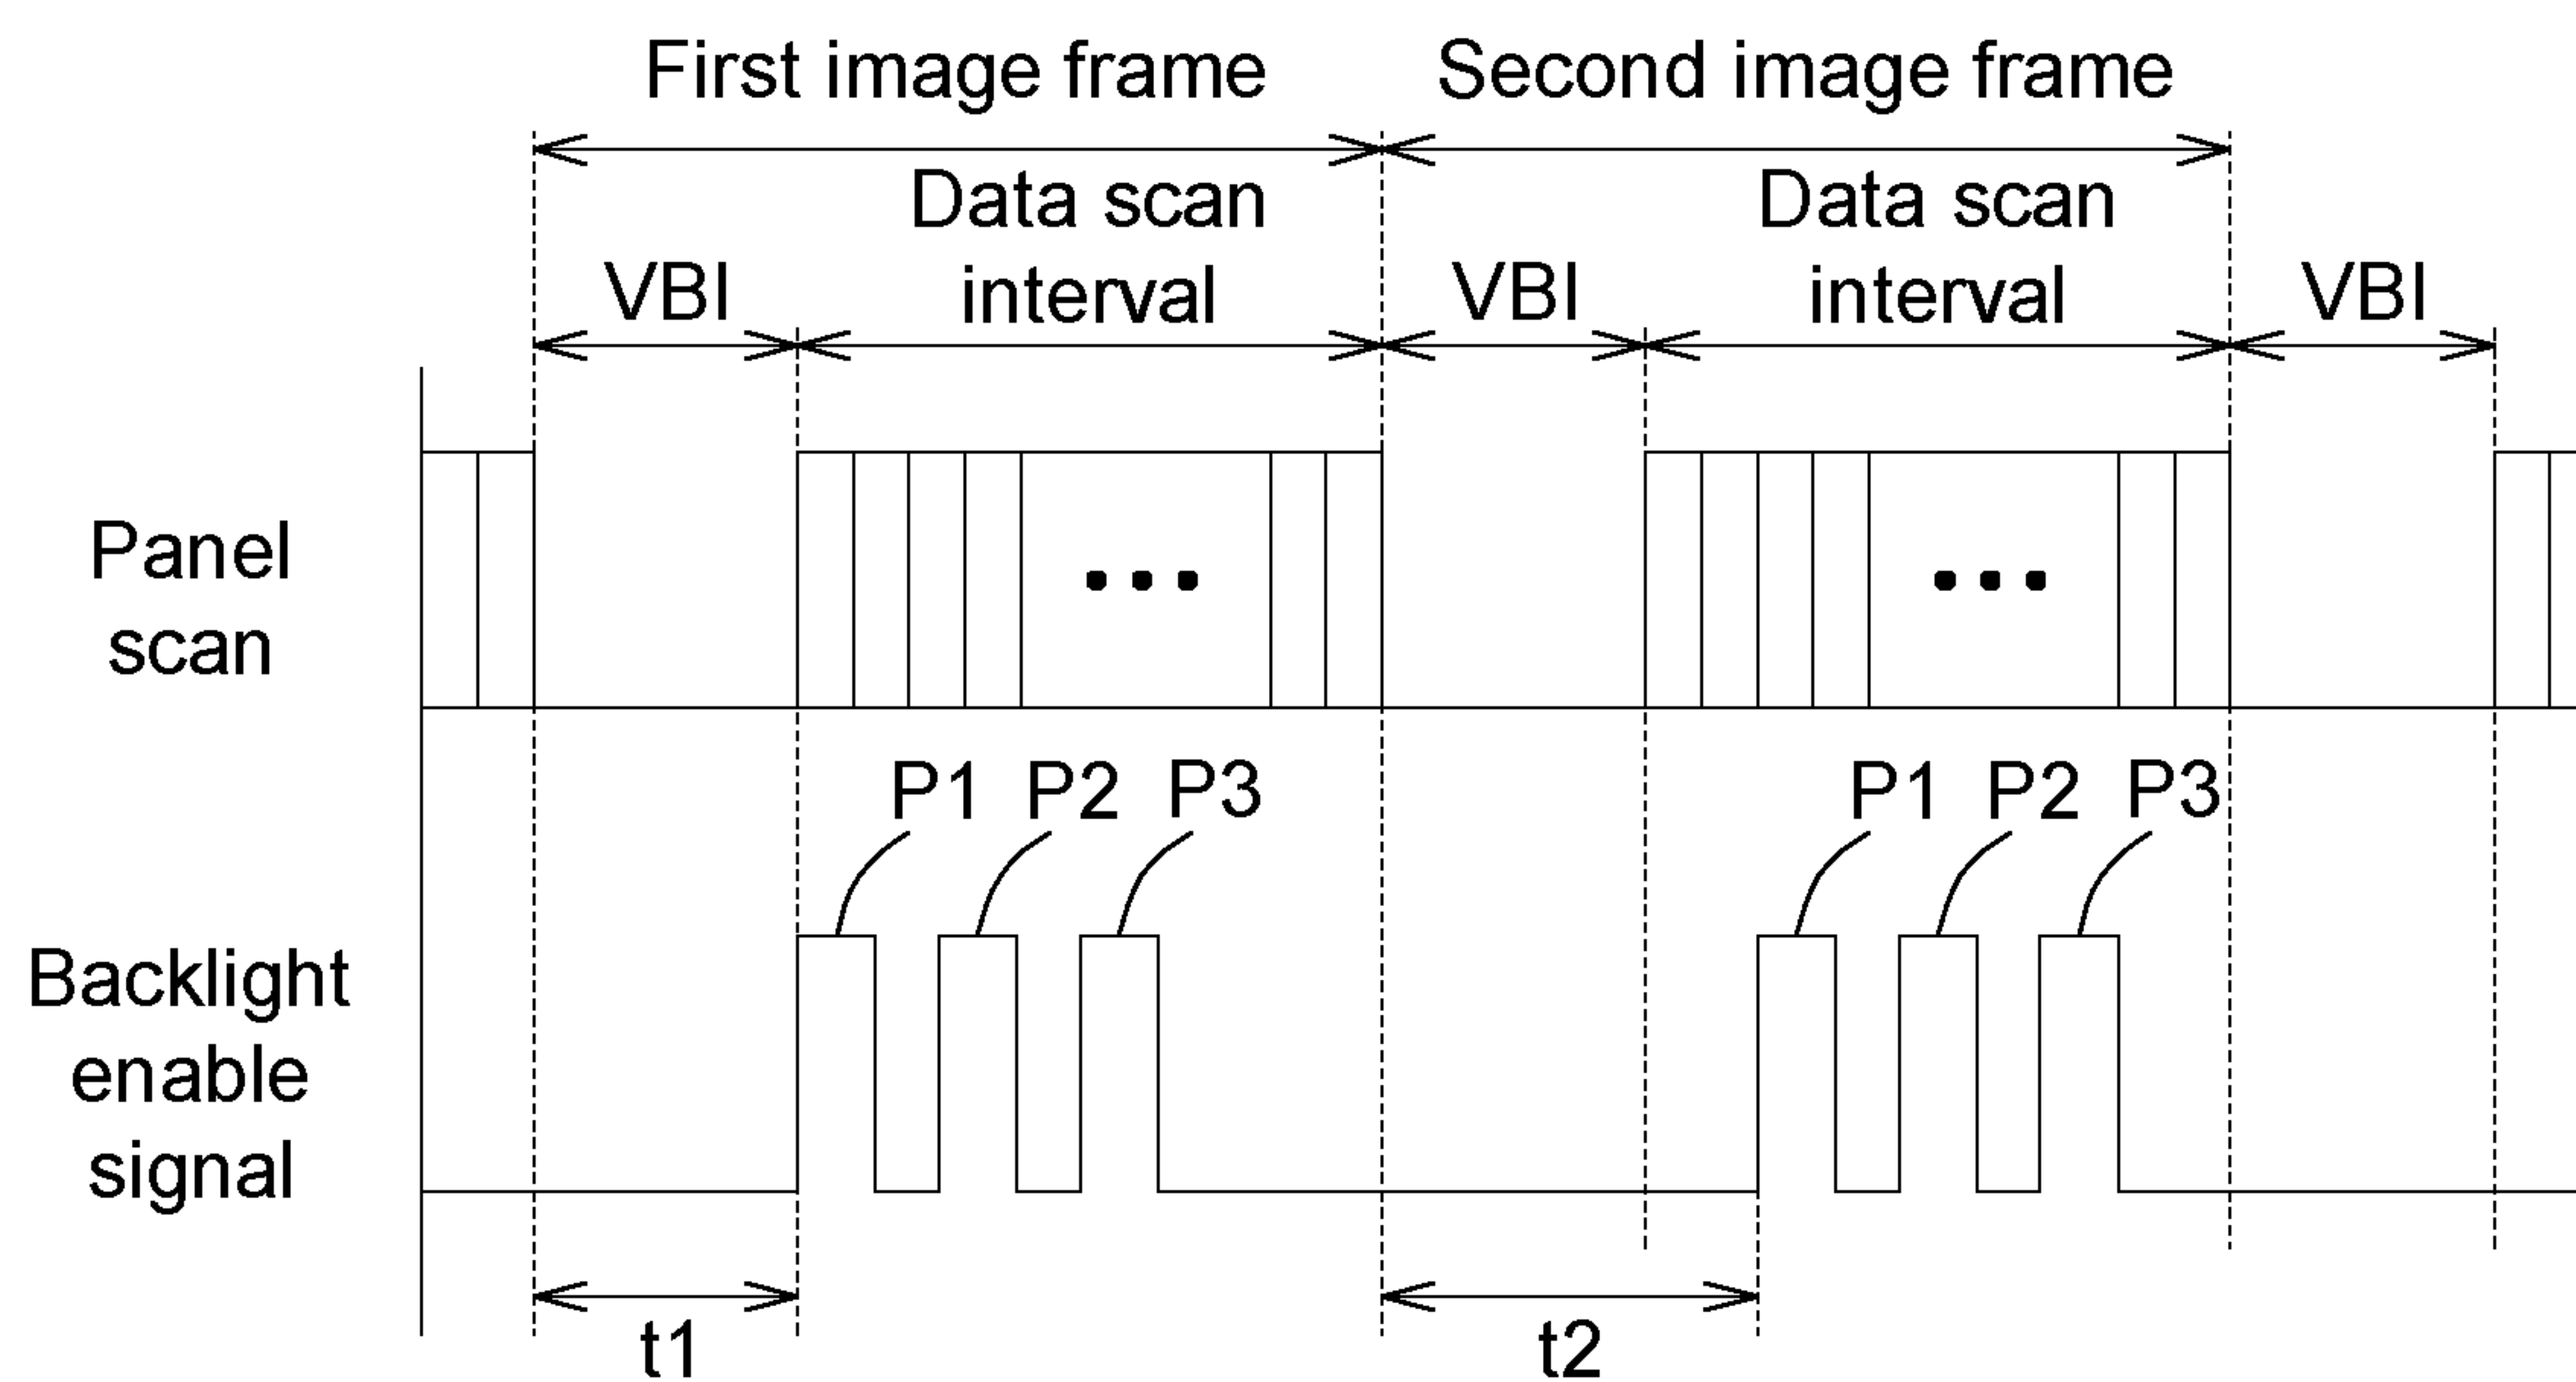 First image frame
Second image frame
Data scan
interval
Data scan
interval
VBI
VBI
VBI
Panel
scan
P1
P2
P3
P1
P2
P3
Backlight
enable
signal
t1
t2